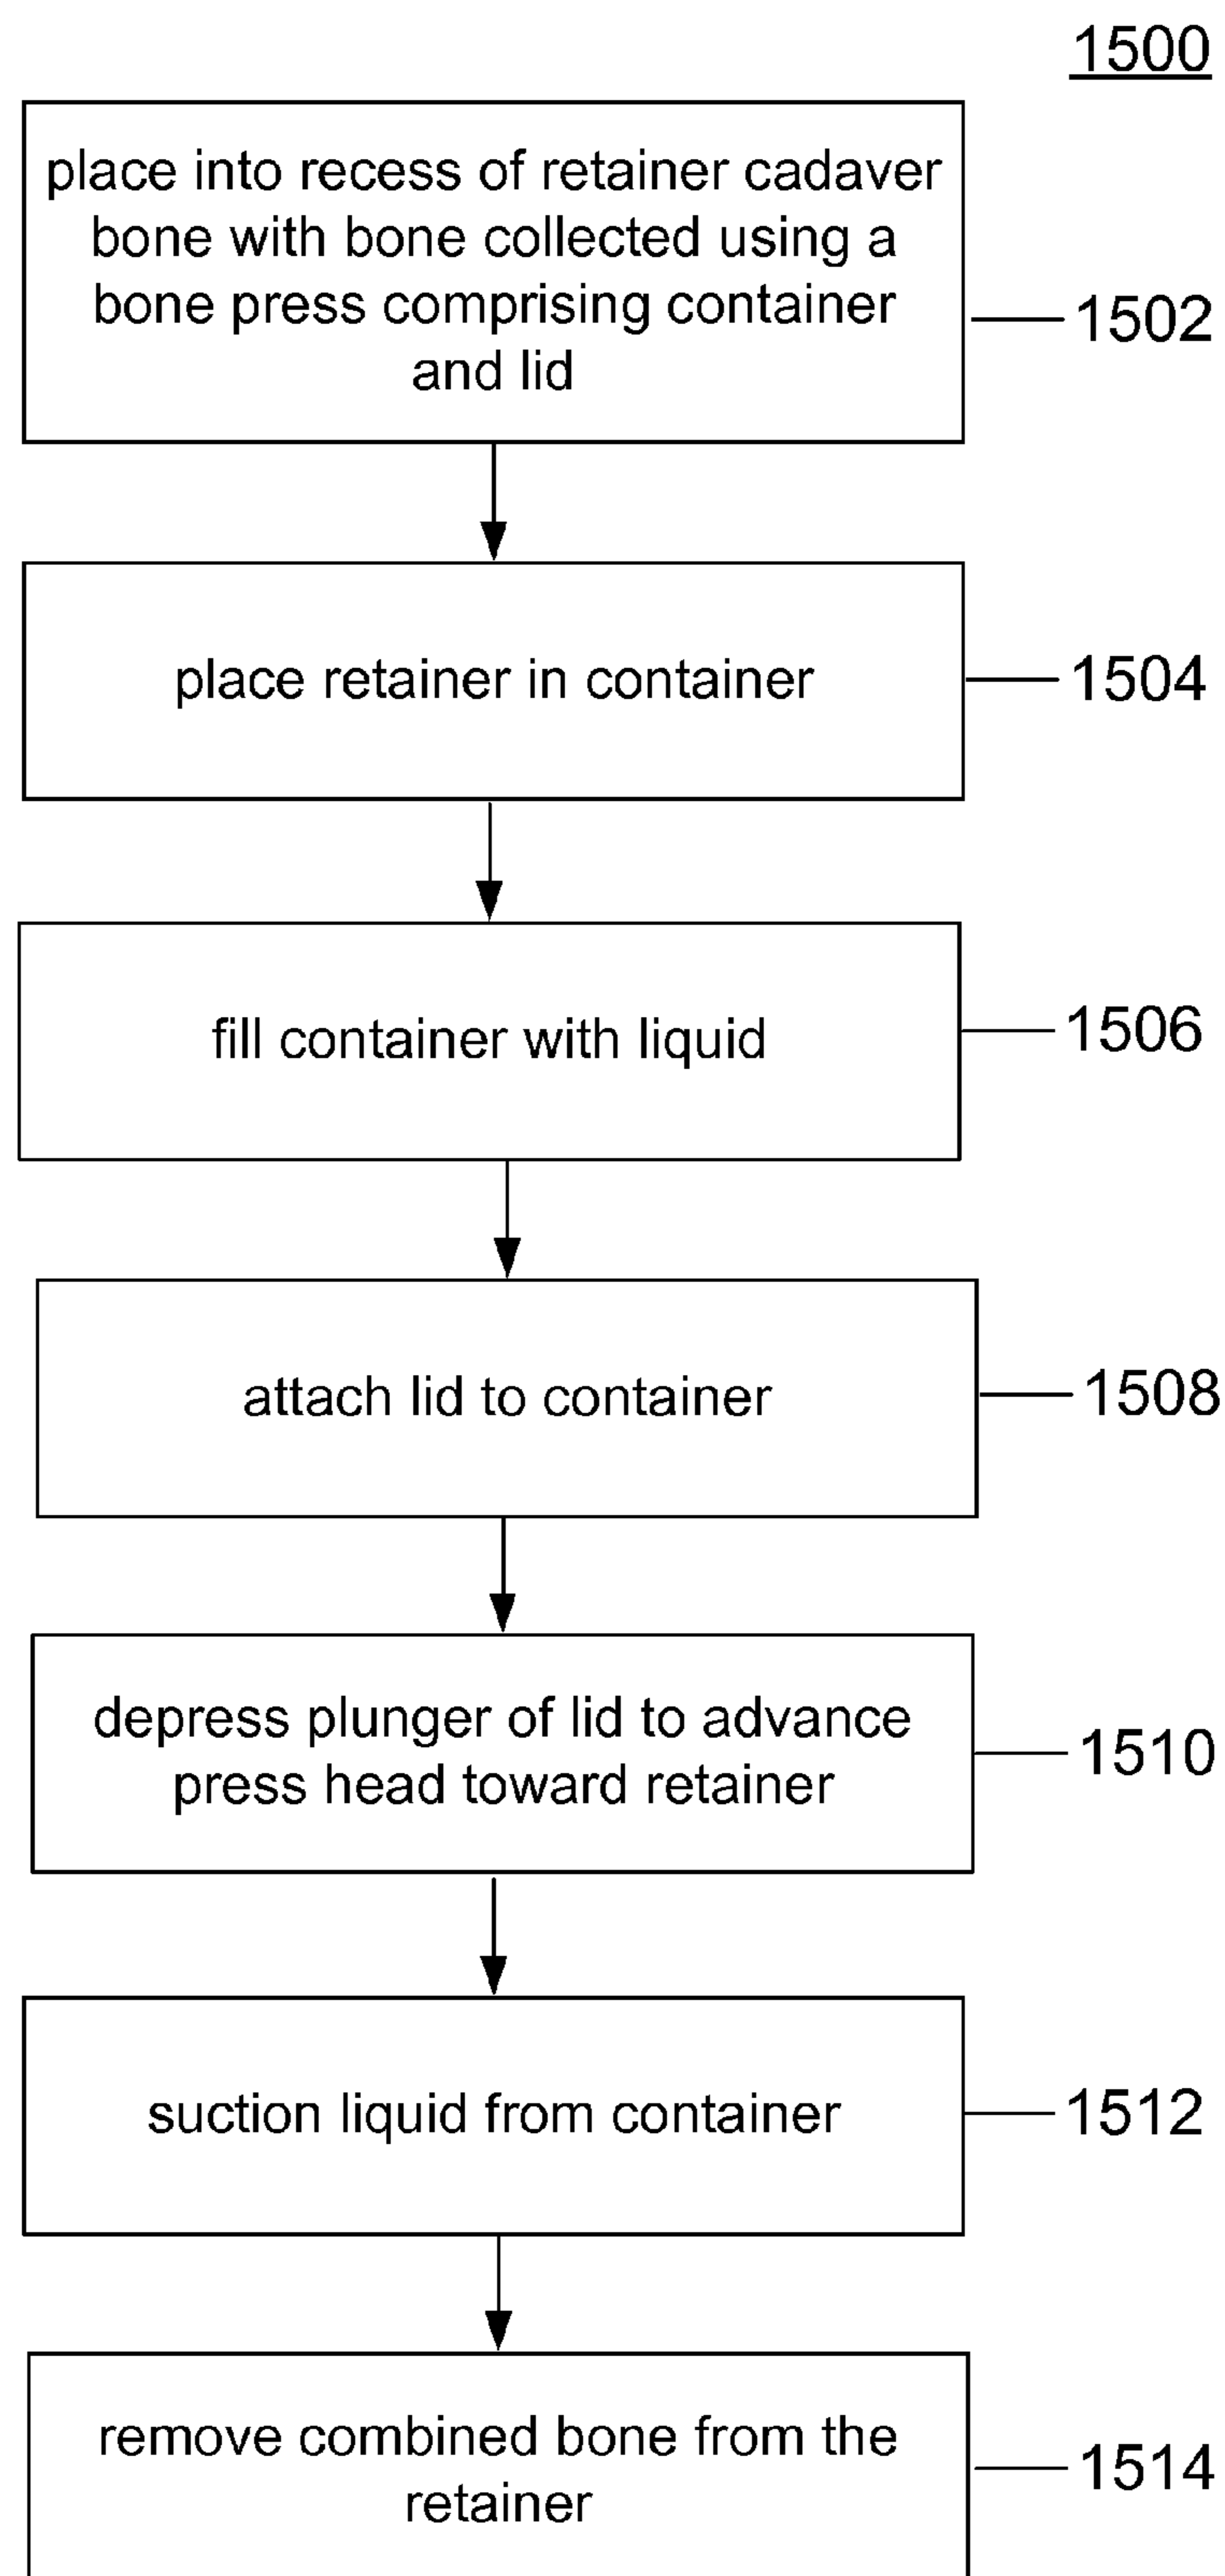 1500
place into recess of retainer cadaver
bone with bone collected using a
bone press comprising container
and lid
1502
place retainer in container
1504
fill container with liquid
1506
attach lid to container
1508
depress plunger of lid to advance
press head toward retainer
1510
suction liquid from container
1512
remove combined bone from the
retainer
1514